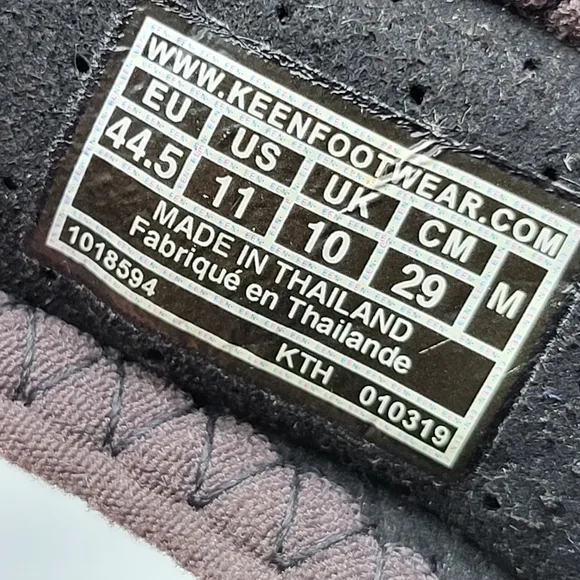 WWW.KEENFOOTWEAR.COM
EU US UK CM M
44.5 11 10 29
MADE IN THAILAND
Fabriqué en Thailande
1018594 KTH 010319